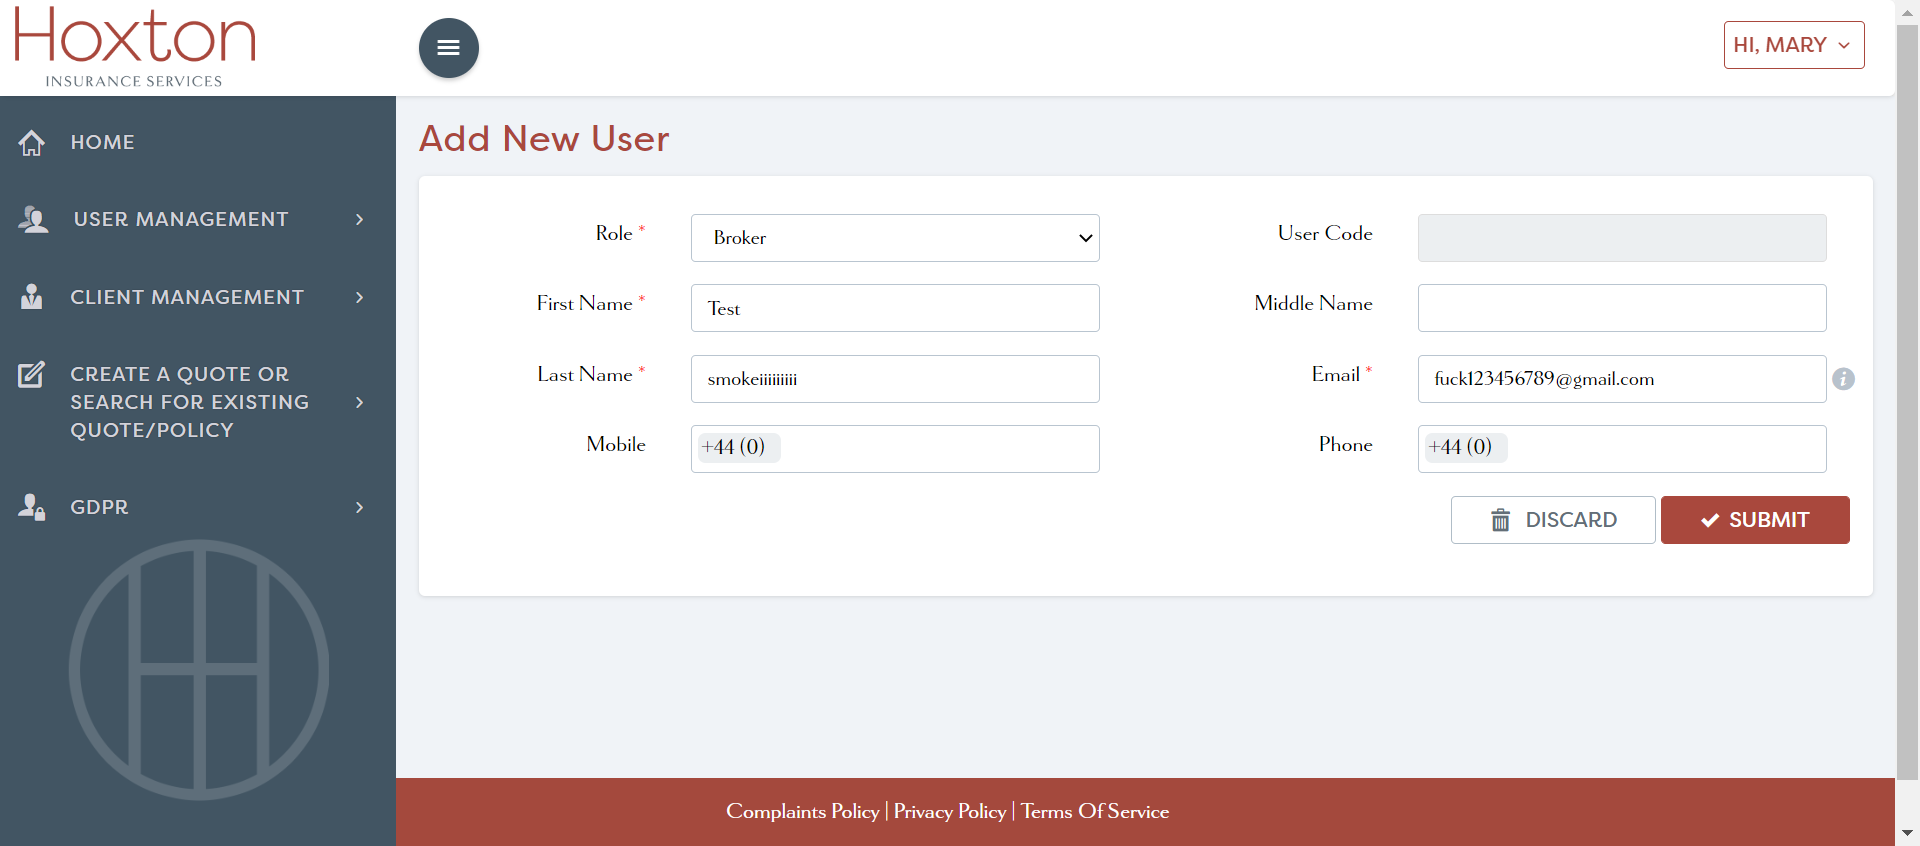 Hoxton
INSURANCE SERVICES
HI, MARY
HOME
USER MANAGEMENT
CLIENT MANAGEMENT
CREATE A QUOTE OR
SEARCH FOR EXISTING
QUOTE/POLICY
GDPR
Add New User
Role *
Broker
User Code
First Name *
Test
Middle Name
Last Name *
smokeiiiiiiiii
Email *
fuck123456789@gmail.com
Mobile
+44 (0)
Phone
+44 (0)
DISCARD
SUBMIT
Complaints Policy | Privacy Policy | Terms Of Service